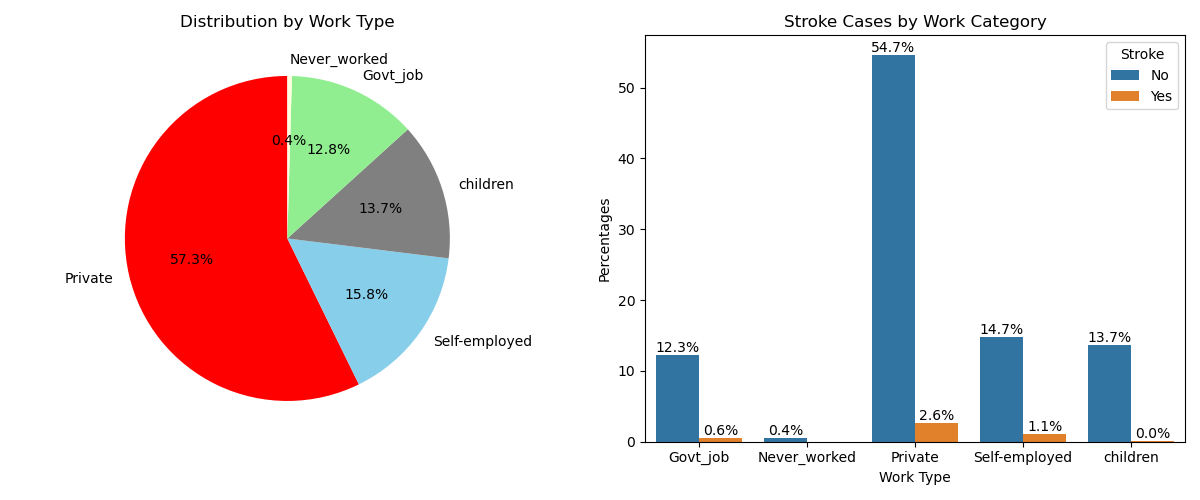 Distribution by Work Type
Never_worked
Govt_job
0.4%
12.8%
children
13.7%
57.3%
Private
15.8%
Self-employed
Stroke Cases by Work Category
54.7%
Stroke
No
Yes
50
40
30
20
10
0
Percentages
12.3%
0.6%
0.4%
2.6%
14.7%
1.1%
13.7%
0.0%
Govt_job
Never_worked
Private
Self-employed
children
Work Type